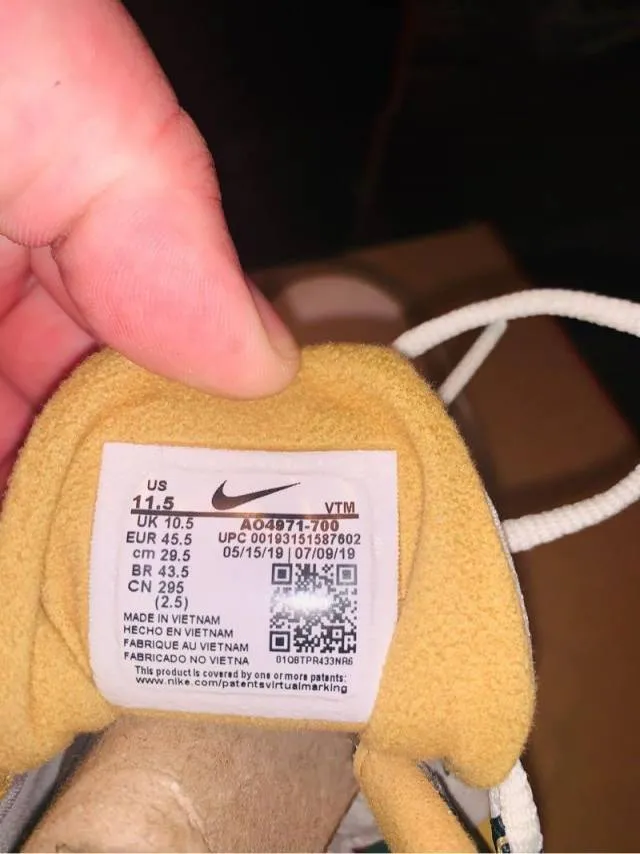 US
11.5 VTM
UK 10.5 AO4971-700
EUR 45.5 UPC 00193151587602
cm 29.5 05/15/19 | 07/09/19
BR 43.5
CN 295
(2.5)
MADE IN VIETNAM
HECHO EN VIETNAM
FABRIQUE AU VIETNAM
FABRICADO NO VIETNA 01Q8TPR433NR6
This product is covered by one or more patents:
www.nike.com/patentsvirtualmarking